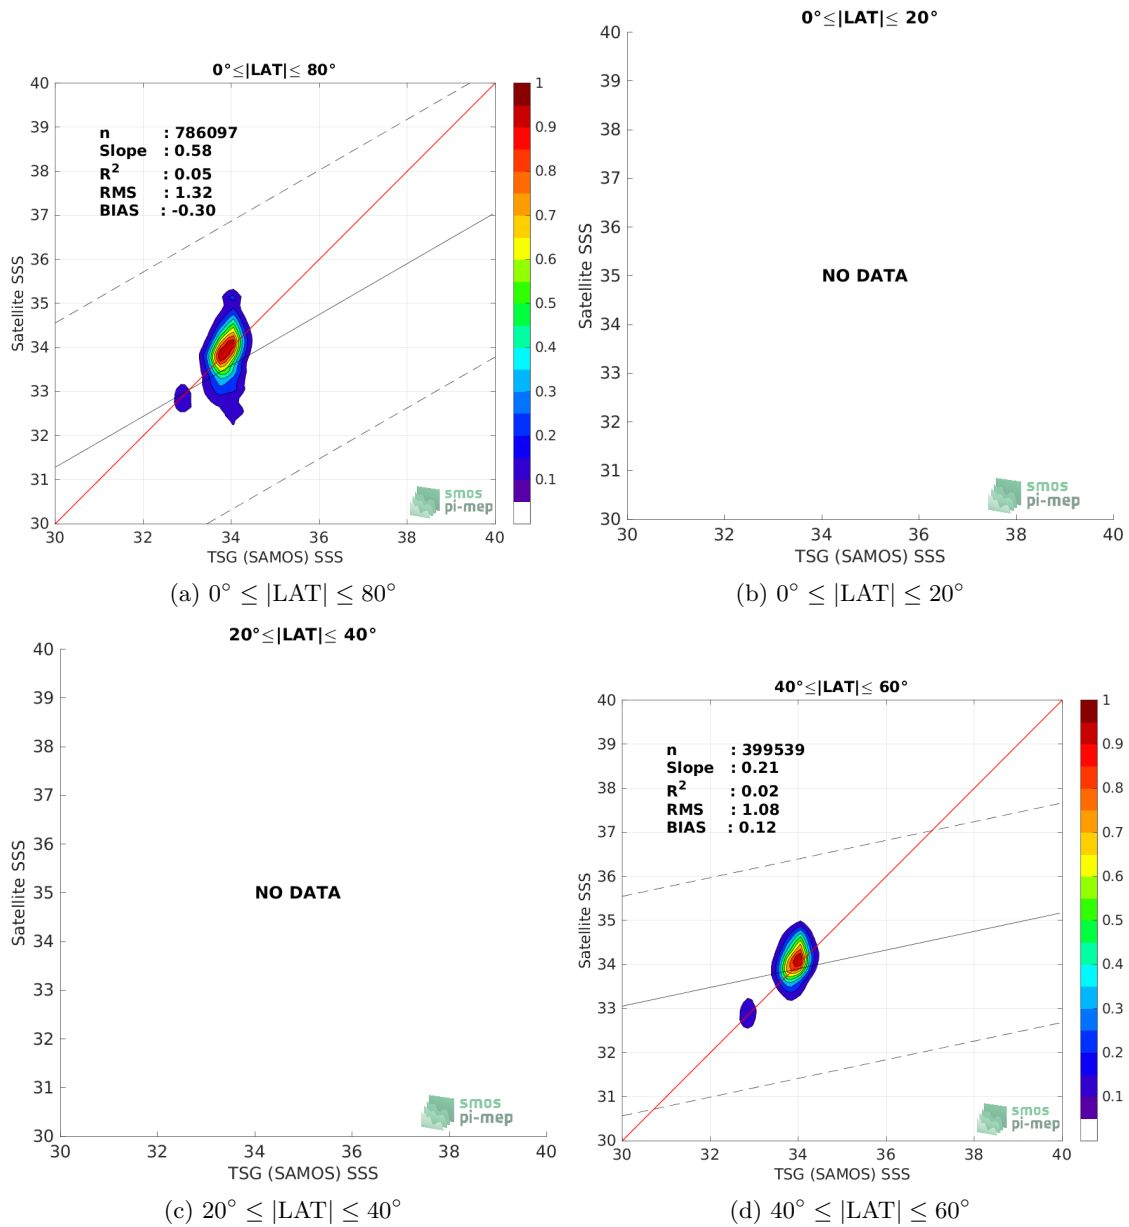 0°≤|LAT|≤ 80°
40
39
38
37
36
35
34
33
32
31
30
n : 786097
Slope : 0.58
R2 : 0.05
RMS : 1.32
BIAS : -0.30
1
0.9
0.8
0.7
0.6
0.5
0.4
0.3
0.2
0.1
Satellite SSS
smos
pi-mep
30 32 34 36 38 40
TSG (SAMOS) SSS
(a) 0° ≤ |LAT| ≤ 80°
0°≤|LAT|≤ 20°
40
39
38
37
36
35
34
33
32
31
30
Satellite SSS
NO DATA
smos
pi-mep
30 32 34 36 38 40
TSG (SAMOS) SSS
(b) 0° ≤ |LAT| ≤ 20°
20°≤|LAT|≤ 40°
40
39
38
37
36
35
34
33
32
31
30
Satellite SSS
NO DATA
smos
pi-mep
30 32 34 36 38 40
TSG (SAMOS) SSS
(c) 20° ≤ |LAT| ≤ 40°
40°≤|LAT|≤ 60°
40
39
38
37
36
35
34
33
32
31
30
n : 399539
Slope : 0.21
R2 : 0.02
RMS : 1.08
BIAS : 0.12
1
0.9
0.8
0.7
0.6
0.5
0.4
0.3
0.2
0.1
Satellite SSS
smos
pi-mep
30 32 34 36 38 40
TSG (SAMOS) SSS
(d) 40° ≤ |LAT| ≤ 60°